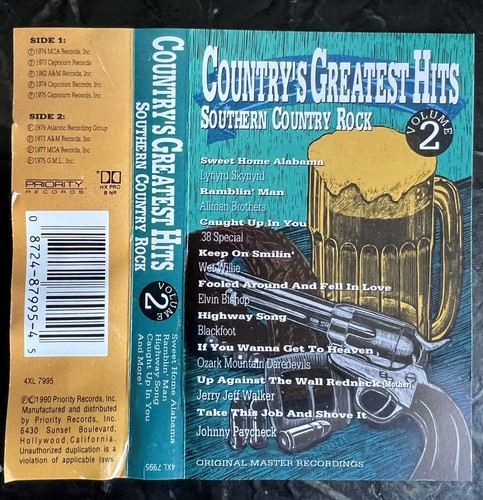 SIDE 1:
℗1974 MCA Records, Inc.
℗1973 Capricorn Records
℗1982 A&M Records, Inc.
℗1974 Capricorn Records, Inc.
℗1975 Capricorn Records, Inc.
SIDE 2:
℗1979 Atlantic Recording Group
℗1973 A&M Records, Inc.
℗1977 MCA Records, Inc.
℗1975 G.M.L., Inc.
PRIORITY
RECORDS
HX PRO
B NR
0 8724-87995-4 5
4XL 7995
℗©1990 Priority Records, Inc.
Manufactured and distributed
by Priority Records, Inc.
6430 Sunset Boulevard,
Hollywood, California.
Unauthorized duplication is a
violation of applicable laws.
COUNTRY'S GREATEST HITS
SOUTHERN COUNTRY ROCK
VOLUME
2
Sweet Home Alabama
Ramblin' Man
Highway Song
Caught Up In You
And More!
4XL 7995
COUNTRY'S GREATEST HITS
SOUTHERN COUNTRY ROCK
VOLUME
2
Sweet Home Alabama
Lynyrd Skynyrd
Ramblin' Man
Allman Brothers
Caught Up In You
.38 Special
Keep On Smilin'
Wet Willie
Fooled Around And Fell In Love
Elvin Bishop
Highway Song
Blackfoot
If You Wanna Get To Heaven
Ozark Mountain Daredevils
Up Against The Wall Redneck (Mother)
Jerry Jeff Walker
Take This Job And Shove It
Johnny Paycheck
ORIGINAL MASTER RECORDINGS